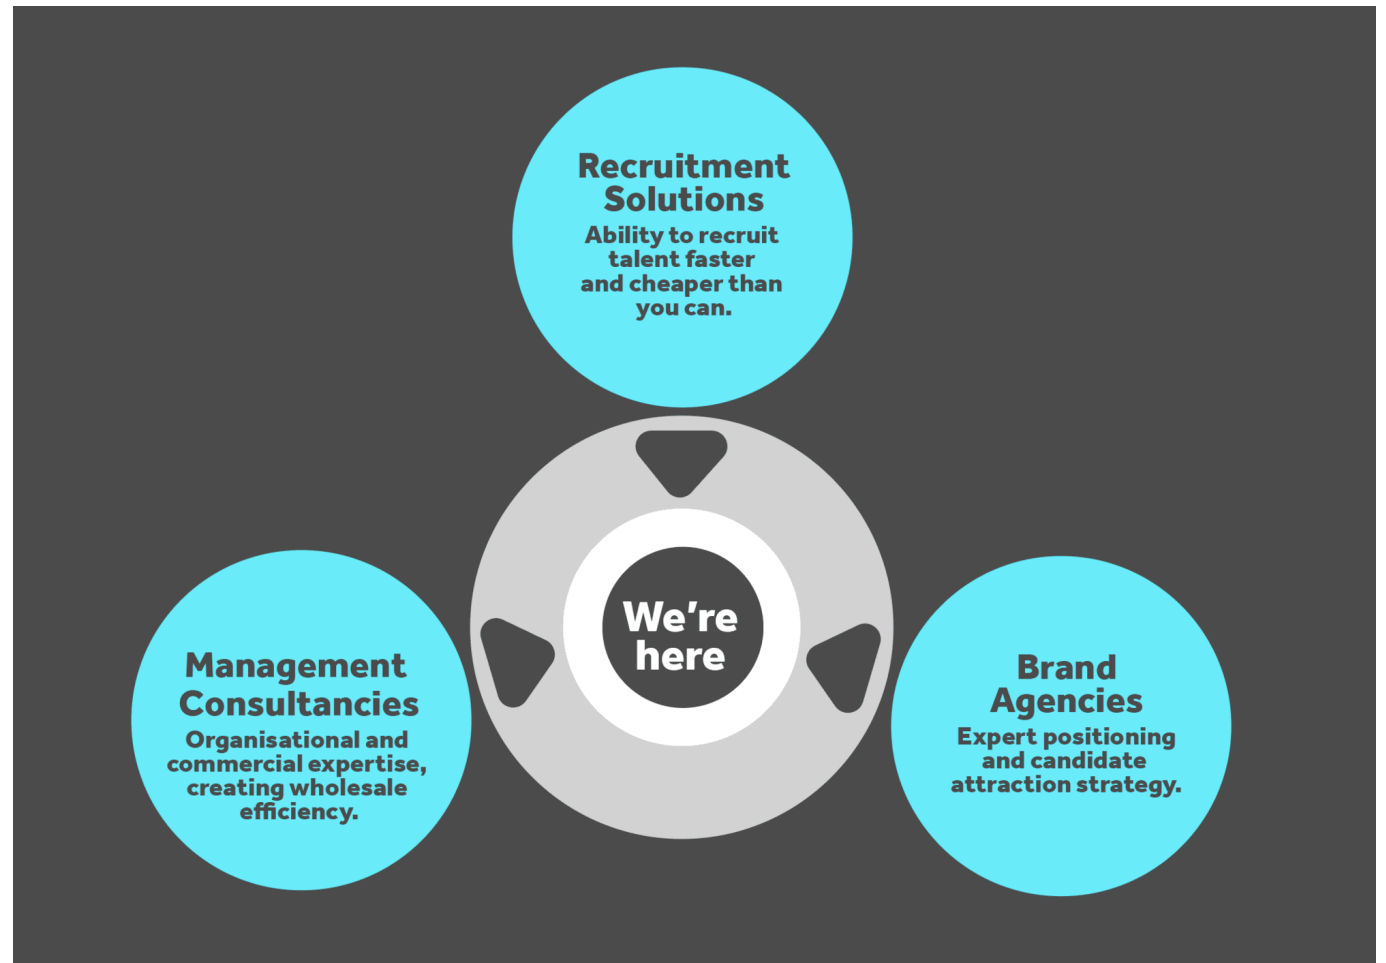 Recruitment
Solutions
Ability to recruit
talent faster
and cheaper than
you can.
We’re
here
Management
Consultancies
Organisational and
commercial expertise,
creating wholesale
efficiency.
Brand
Agencies
Expert positioning
and candidate
attraction strategy.